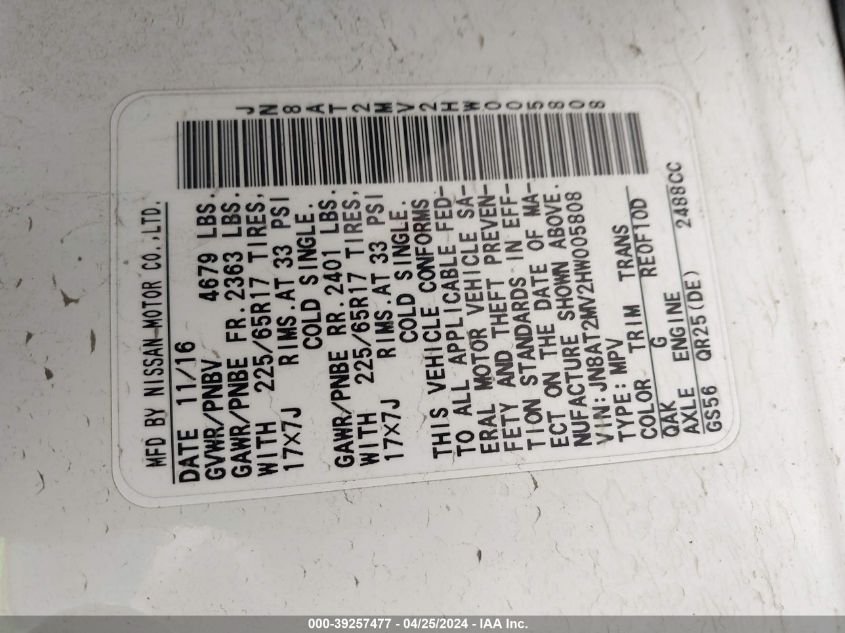 JN8AT2MV2HW005808
MFD BY NISSAN MOTOR CO.,LTD.
DATE 11/16
GVWR/PNBV 4679 LBS.
GAWR/PNBE FR. 2363 LBS.
WITH 225/65R17 TIRES,
17X7J RIMS.AT 33 PSI
COLD SINGLE.
GAWR/PNBE RR. 2401 LBS.
WITH 225/65R17 TIRES,
17X7J RIMS.AT 33 PSI
COLD SINGLE.
THIS VEHICLE CONFORMS
TO ALL APPLICABLE FED-
ERAL MOTOR VEHICLE SA-
FETY AND THEFT PREVEN-
TION STANDARDS IN EFF-
ECT ON THE DATE OF MA-
NUFACTURE SHOWN ABOVE.
VIN:JN8AT2MV2HW005808
TYPE:MPV
COLOR TRIM TRANS
QAK G RE0F10D
AXLE ENGINE
GS56 QR25(DE) 2488CC
000-39257477 - 04/25/2024 - IAA Inc.